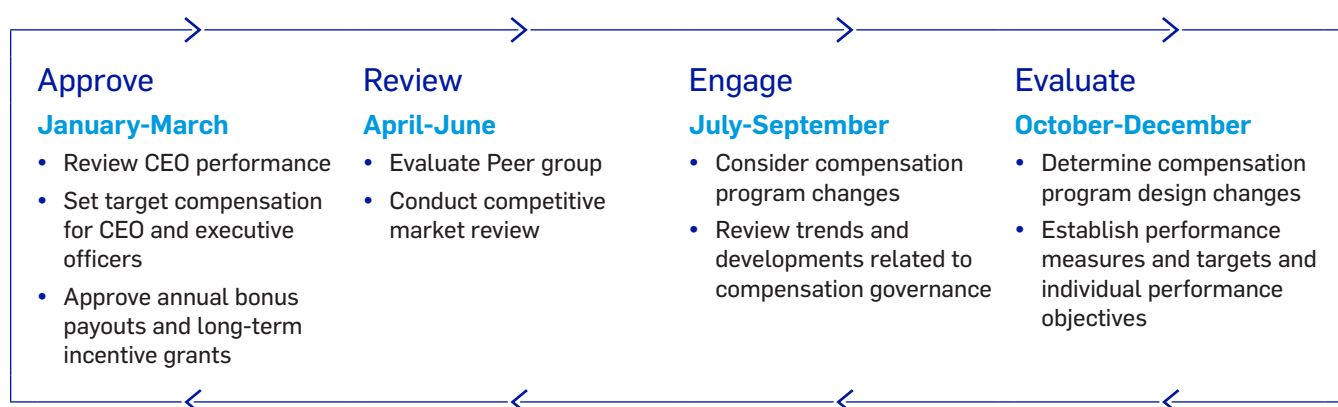 Approve
January-March
• Review CEO performance
• Set target compensation
for CEO and executive
officers
• Approve annual bonus
payouts and long-term
incentive grants
Review
April-June
• Evaluate Peer group
• Conduct competitive
market review
Engage
July-September
• Consider compensation
program changes
• Review trends and
developments related to
compensation governance
Evaluate
October-December
• Determine compensation
program design changes
• Establish performance
measures and targets and
individual performance
objectives